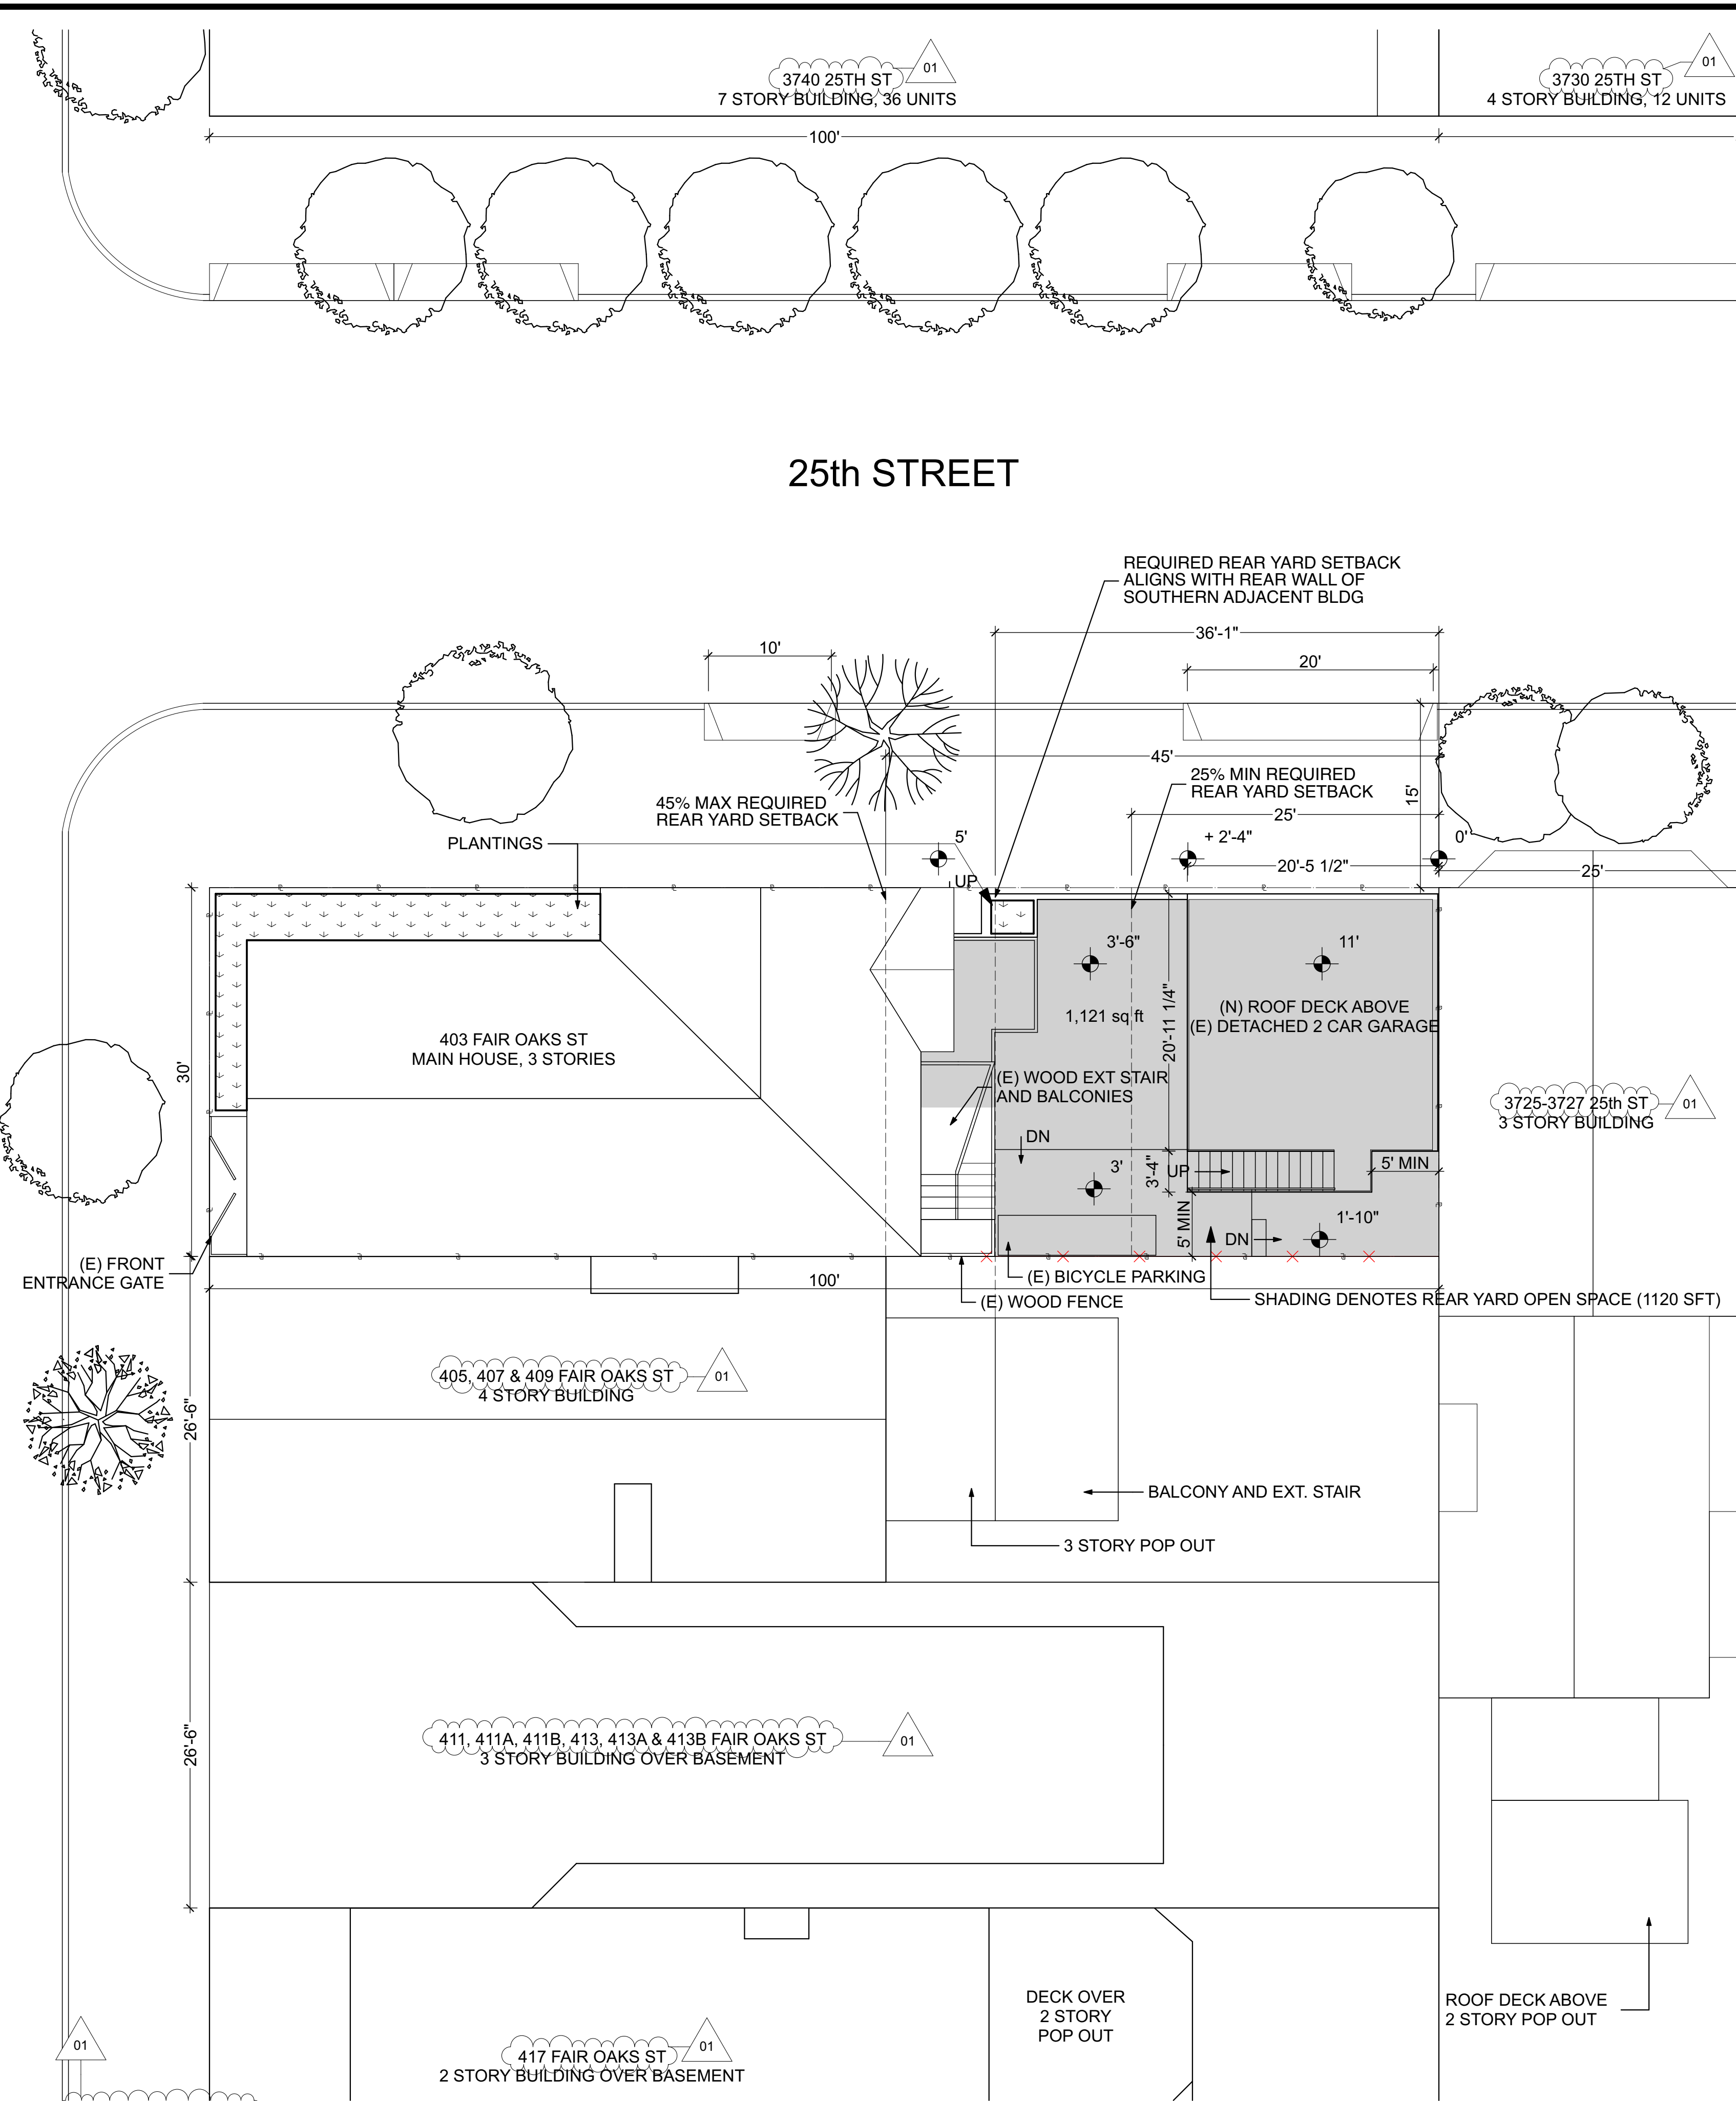 3740 25TH ST
01
7 STORY BUILDING, 36 UNITS
3730 25TH ST
01
4 STORY BUILDING, 12 UNITS
100'
25th STREET
REQUIRED REAR YARD SETBACK
ALIGNS WITH REAR WALL OF
SOUTHERN ADJACENT BLDG
36'-1"
10'
20'
45'
25% MIN REQUIRED
REAR YARD SETBACK
15'
45% MAX REQUIRED
REAR YARD SETBACK
25'
PLANTINGS
5'
+ 2'-4"
0'
20'-5 1/2"
25'
UP
3'-6"
11'
1,121 sq ft
20'-11 1/4"
(N) ROOF DECK ABOVE
(E) DETACHED 2 CAR GARAGE
403 FAIR OAKS ST
MAIN HOUSE, 3 STORIES
30'
(E) WOOD EXT STAIR
AND BALCONIES
3725-3727 25th ST
01
3 STORY BUILDING
DN
3'
3'-4"
UP
5' MIN
5' MIN
1'-10"
DN
(E) FRONT
ENTRANCE GATE
100'
(E) BICYCLE PARKING
(E) WOOD FENCE
SHADING DENOTES REAR YARD OPEN SPACE (1120 SFT)
405, 407 & 409 FAIR OAKS ST
01
4 STORY BUILDING
26'-6"
BALCONY AND EXT. STAIR
3 STORY POP OUT
411, 411A, 411B, 413, 413A & 413B FAIR OAKS ST
01
3 STORY BUILDING OVER BASEMENT
26'-6"
DECK OVER
2 STORY
POP OUT
ROOF DECK ABOVE
2 STORY POP OUT
01
417 FAIR OAKS ST
01
2 STORY BUILDING OVER BASEMENT